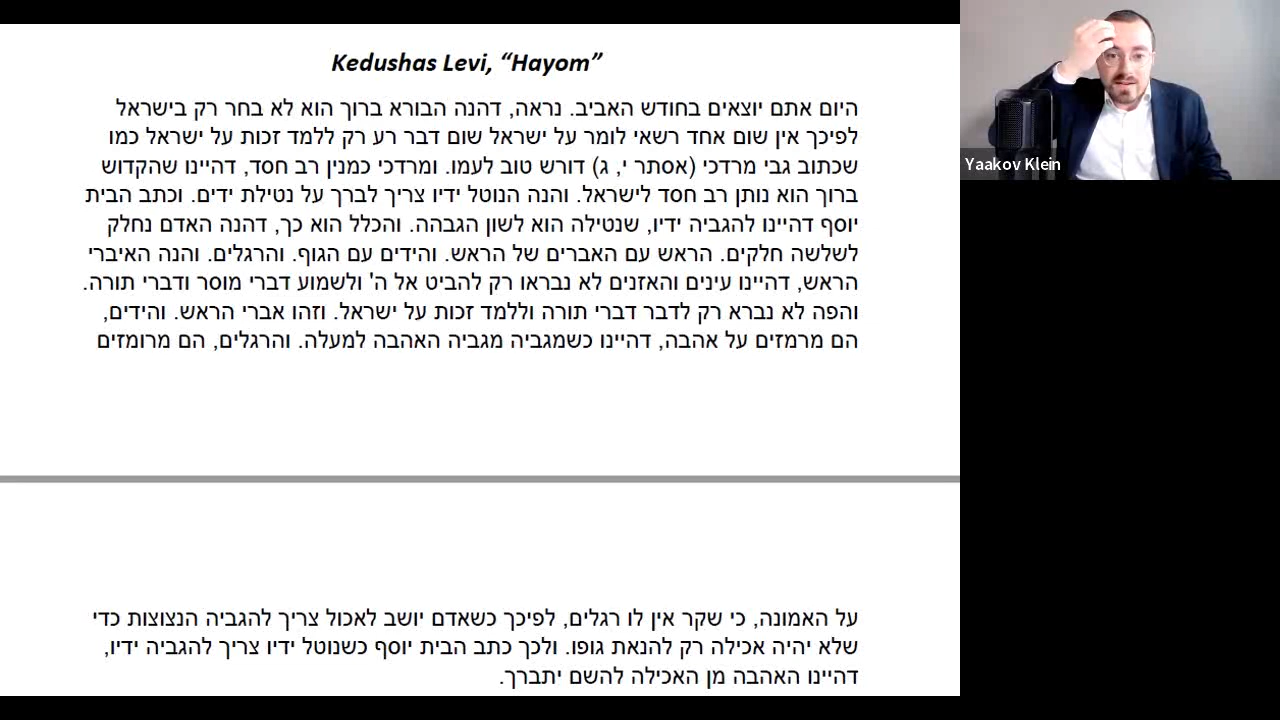 Kedushas Levi, “Hayom”
היום אתם יוצאים בחודש האביב. נראה, דהנה הבורא ברוך הוא לא בחר רק בישראל
לפיכך אין שום אחד רשאי לומר על ישראל שום דבר רע רק ללמד זכות על ישראל כמו
שכתוב גבי מרדכי (אסתר י, ג) דורש טוב לעמו. ומרדכי כמנין רב חסד, דהיינו שהקדוש
ברוך הוא נותן רב חסד לישראל. והנה הנוטל ידיו צריך לברך על נטילת ידים. וכתב הבית
יוסף דהיינו להגביה ידיו, שנטילה הוא לשון הגבהה. והכלל הוא כך, דהנה האדם נחלק
לשלשה חלקים. הראש עם האברים של הראש. והידים עם הגוף. והרגלים. והנה האיברי
הראש, דהיינו עינים והאזנים לא נבראו רק להביט אל ה' ולשמוע דברי מוסר ודברי תורה.
והפה לא נברא רק לדבר דברי תורה וללמד זכות על ישראל. וזהו אברי הראש. והידים,
הם מרמזים על אהבה, דהיינו כשמגביה מגביה האהבה למעלה. והרגלים, הם מרומזים
על האמונה, כי שקר אין לו רגלים, לפיכך כשאדם יושב לאכול צריך להגביה הנצוצות כדי
שלא יהיה אכילה רק להנאת גופו. ולכך כתב הבית יוסף כשנוטל ידיו צריך להגביה ידיו,
דהיינו האהבה מן האכילה להשם יתברך.
Yaakov Klein